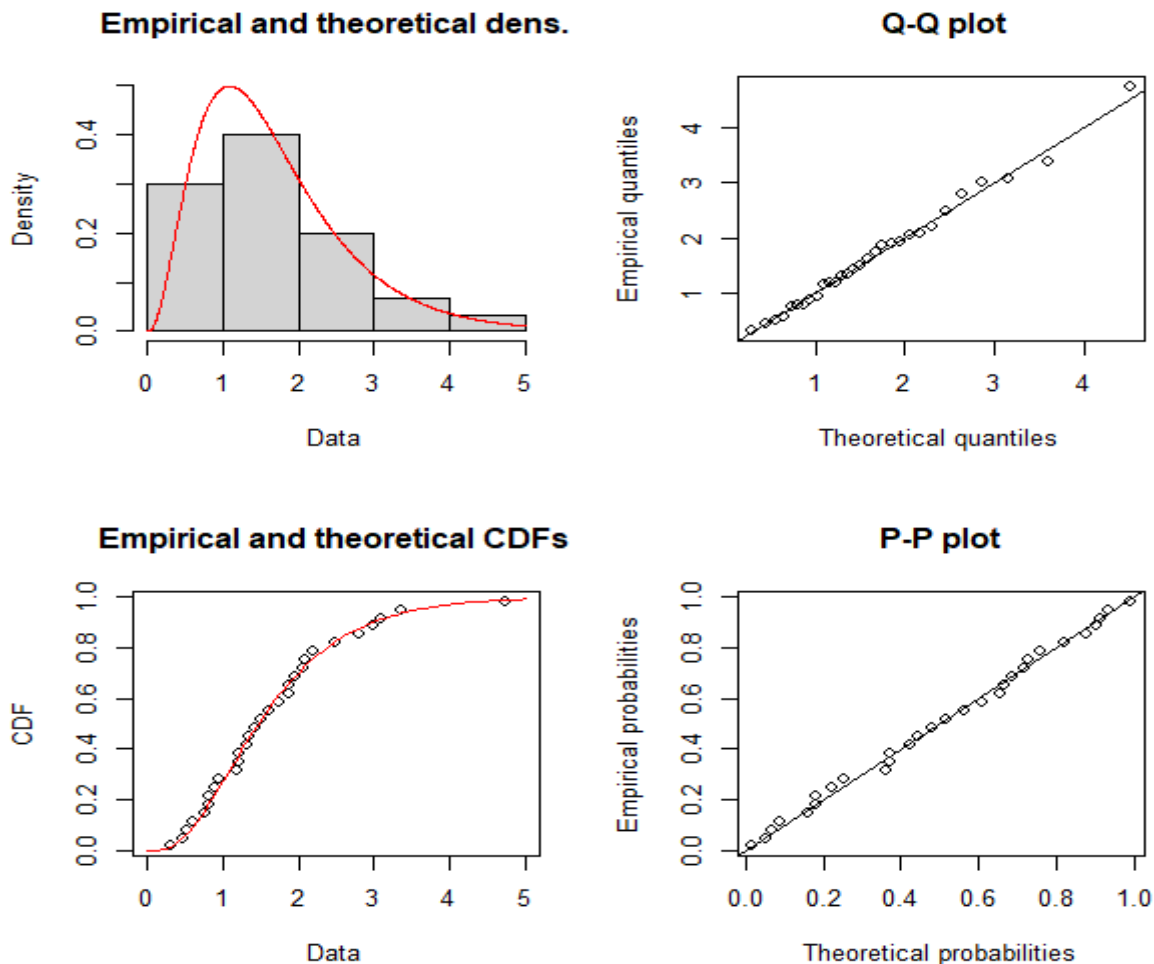 Empirical and theoretical dens.
Density
0.0 0.2 0.4
0 1 2 3 4 5
Data
Q-Q plot
Empirical quantiles
1 2 3 4
1 2 3 4
Theoretical quantiles
Empirical and theoretical CDFs
CDF
0.0 0.2 0.4 0.6 0.8 1.0
0 1 2 3 4 5
Data
P-P plot
Empirical probabilities
0.0 0.2 0.4 0.6 0.8 1.0
0.0 0.2 0.4 0.6 0.8 1.0
Theoretical probabilities